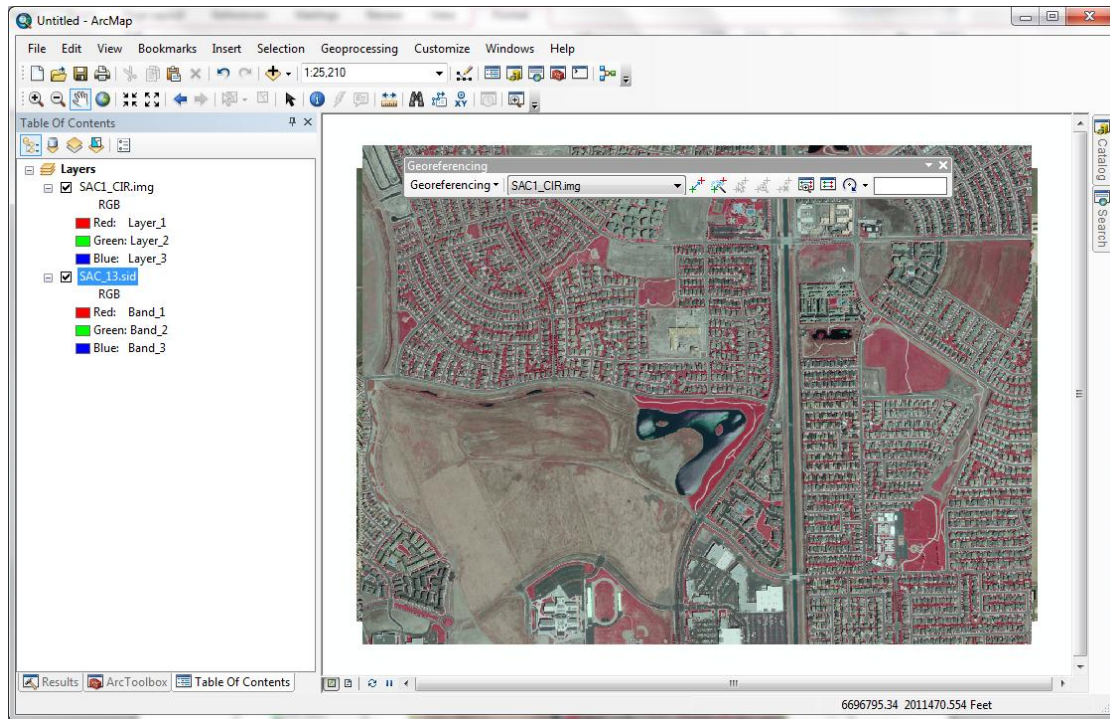 Untitled - ArcMap
File Edit View Bookmarks Insert Selection Geoprocessing Customize Windows Help
1:25,210
Table Of Contents
Layers
SAC1_CIR.img
RGB
Red: Layer_1
Green: Layer_2
Blue: Layer_3
SAC_13.sid
RGB
Red: Band_1
Green: Band_2
Blue: Band_3
Georeferencing
Georeferencing SAC1_CIR.img
Catalog
Search
Results ArcToolbox Table Of Contents
6696795.34 2011470.554 Feet